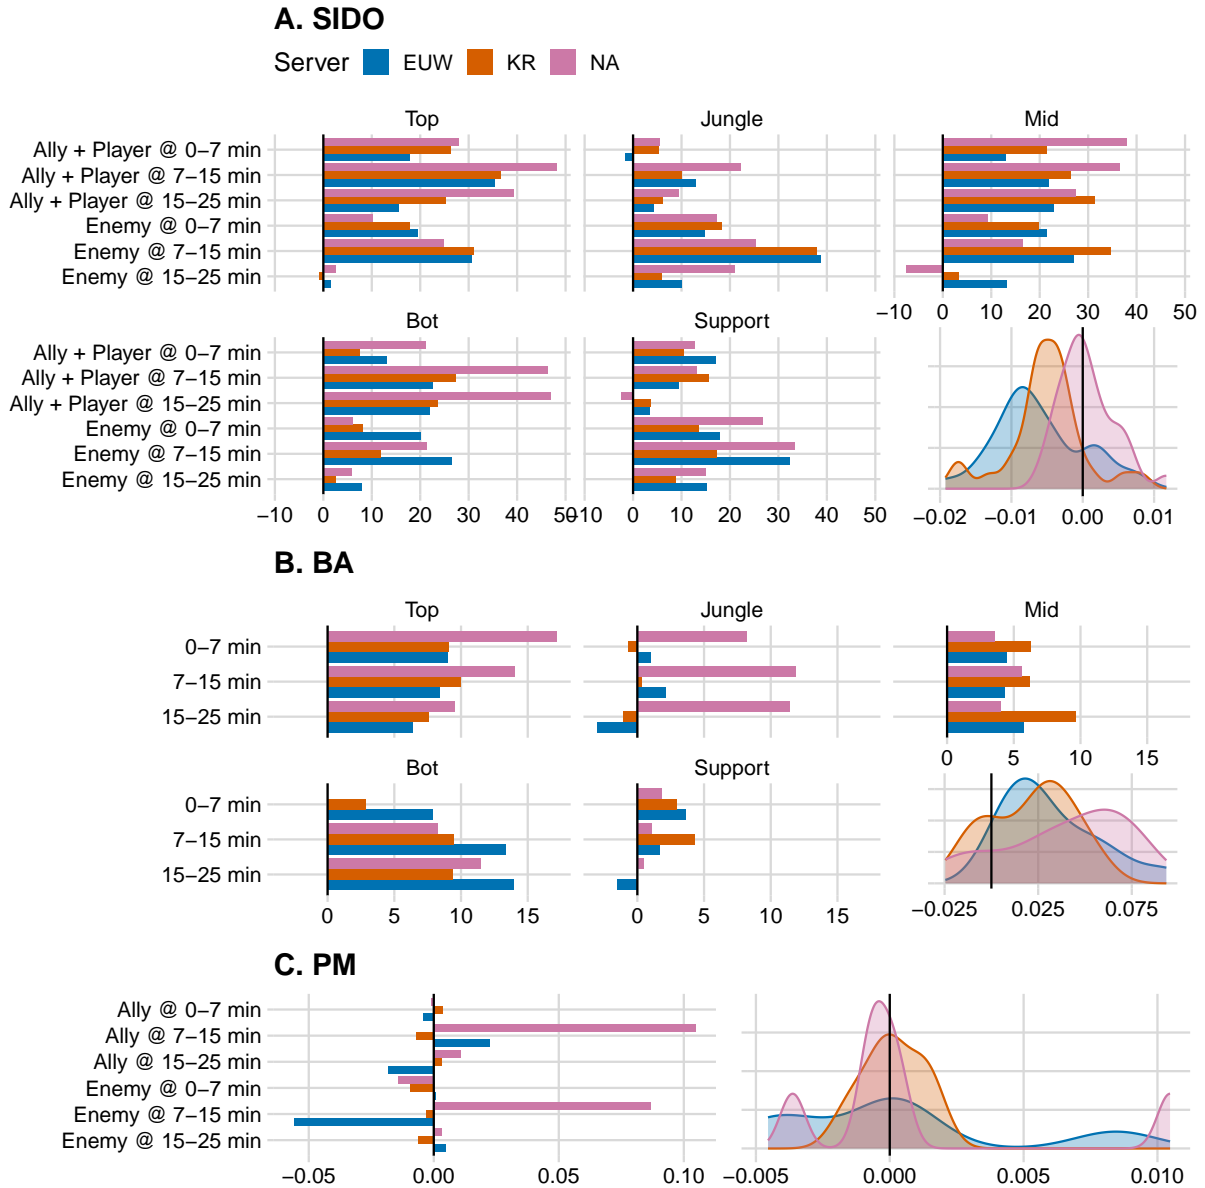 A. SIDO
Server EUW KR NA
Top Jungle Mid
Ally + Player @ 0−7 min
Ally + Player @ 7−15 min
Ally + Player @ 15−25 min
Enemy @ 0−7 min
Enemy @ 7−15 min
Enemy @ 15−25 min
−10 0 10 20 30 40 50
Bot Support
Ally + Player @ 0−7 min
Ally + Player @ 7−15 min
Ally + Player @ 15−25 min
Enemy @ 0−7 min
Enemy @ 7−15 min
Enemy @ 15−25 min
−10 0 10 20 30 40 50 −10 0 10 20 30 40 50 −0.02 −0.01 0.00 0.01
B. BA
Top Jungle Mid
0−7 min
7−15 min
15−25 min
0 5 10 15
Bot Support
0−7 min
7−15 min
15−25 min
0 5 10 15 0 5 10 15 −0.025 0.025 0.075
C. PM
Ally @ 0−7 min
Ally @ 7−15 min
Ally @ 15−25 min
Enemy @ 0−7 min
Enemy @ 7−15 min
Enemy @ 15−25 min
−0.05 0.00 0.05 0.10 −0.005 0.000 0.005 0.010